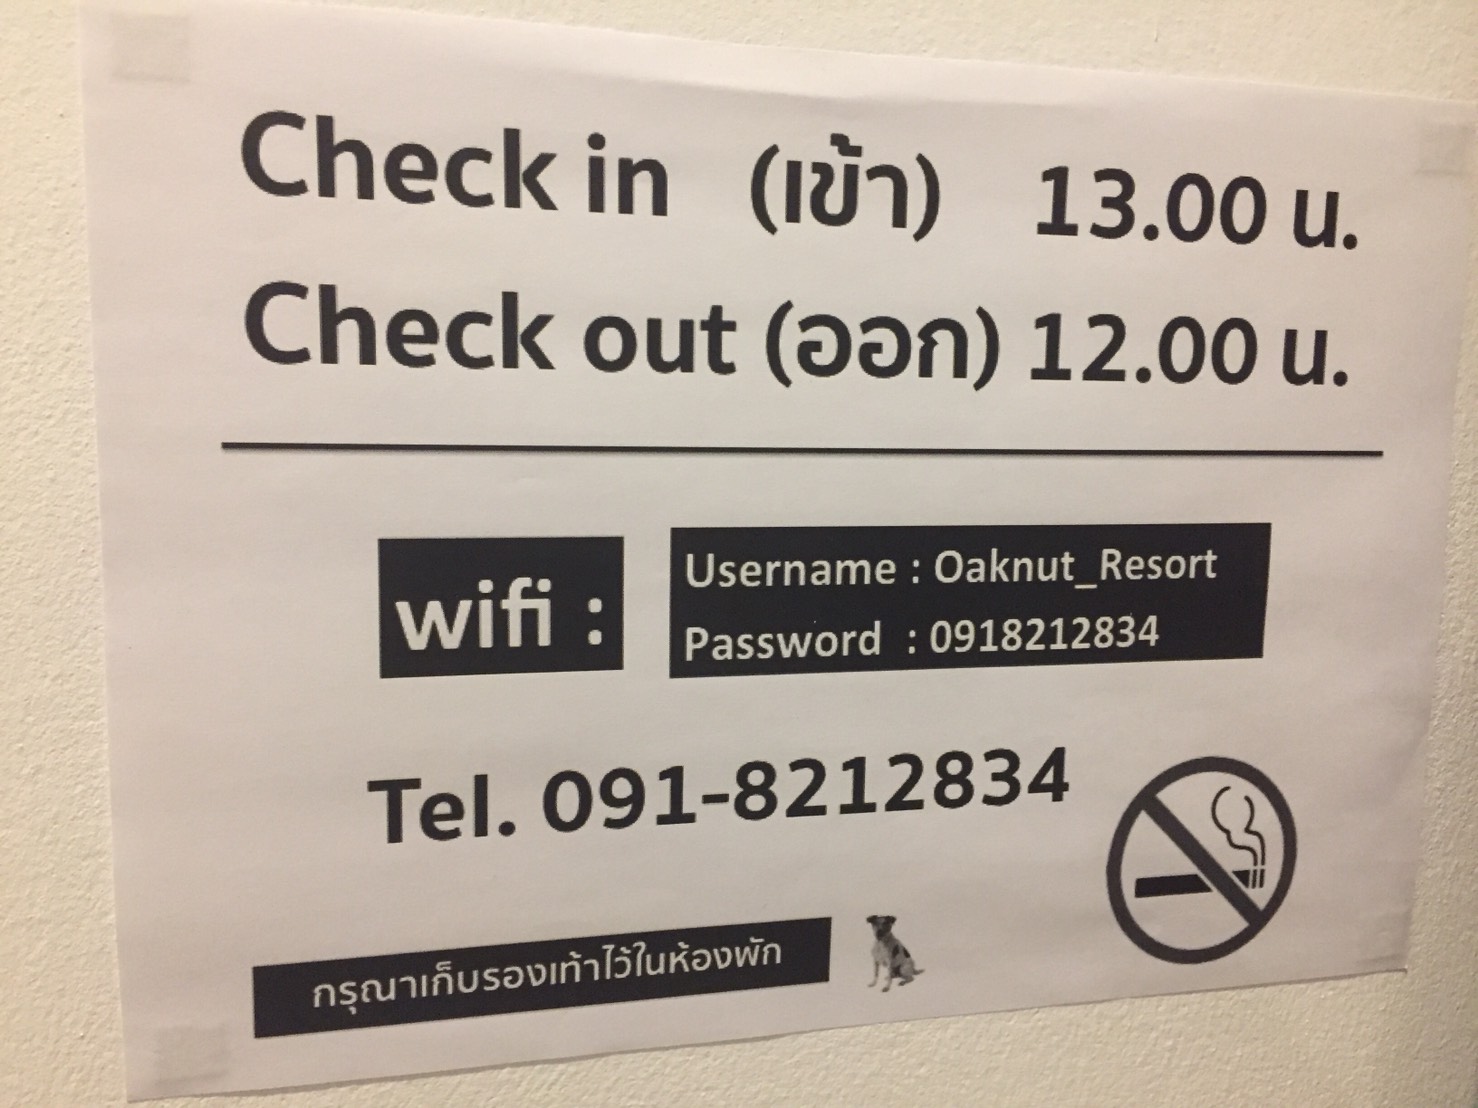 Check in (เข้า) 13.00 น.
Check out (ออก) 12.00 น.
wifi :
Username : Oaknut_Resort
Password : 0918212834
Tel. 091-8212834
กรุณาเก็บรองเท้าไว้ในห้องพัก